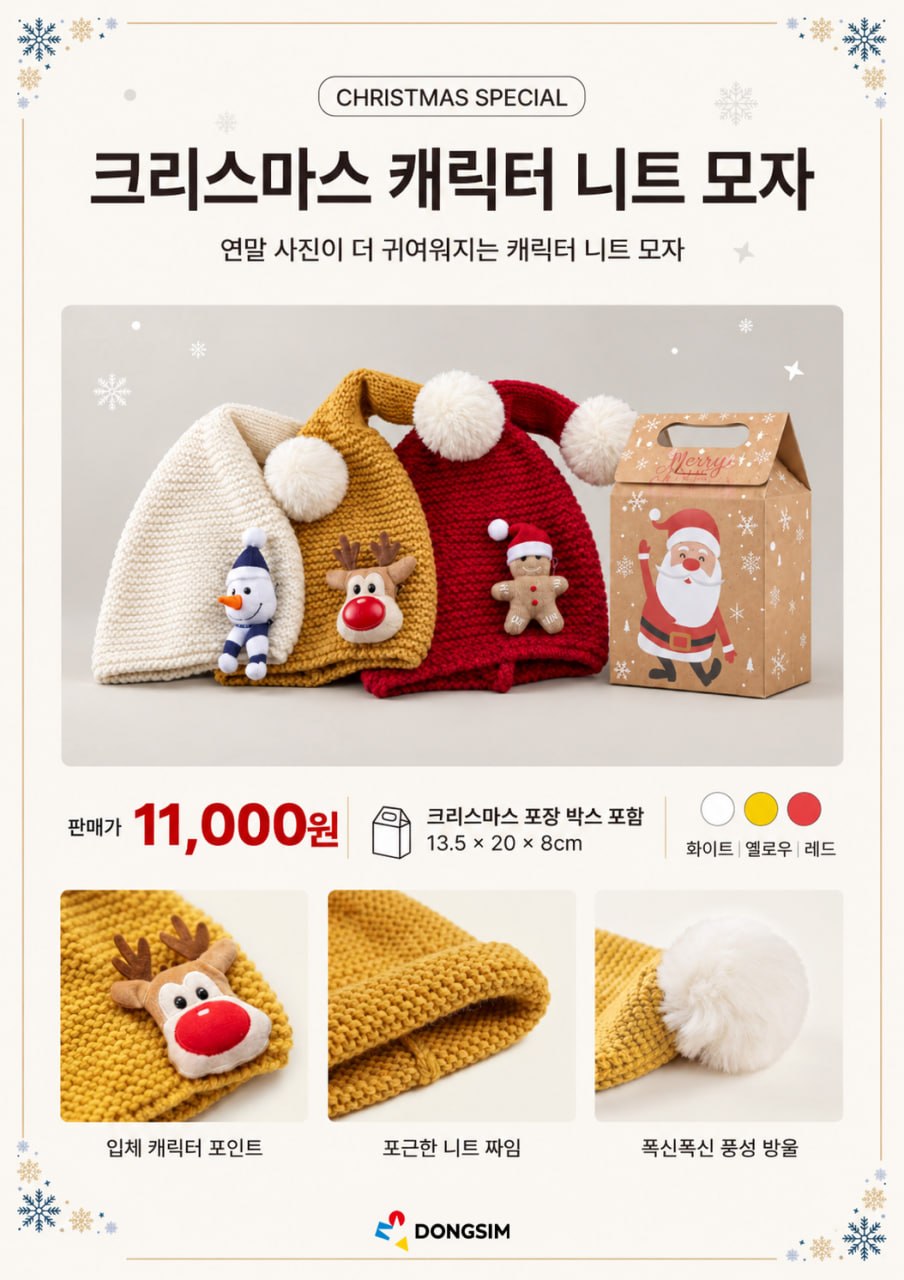 CHRISTMAS SPECIAL
크리스마스 캐릭터 니트 모자
연말 사진이 더 귀여워지는 캐릭터 니트 모자
Merry
판매가 11,000원
크리스마스 포장 박스 포함
13.5 × 20 × 8cm
화이트 | 옐로우 | 레드
입체 캐릭터 포인트
포근한 니트 짜임
폭신폭신 풍성 방울
DONGSIM